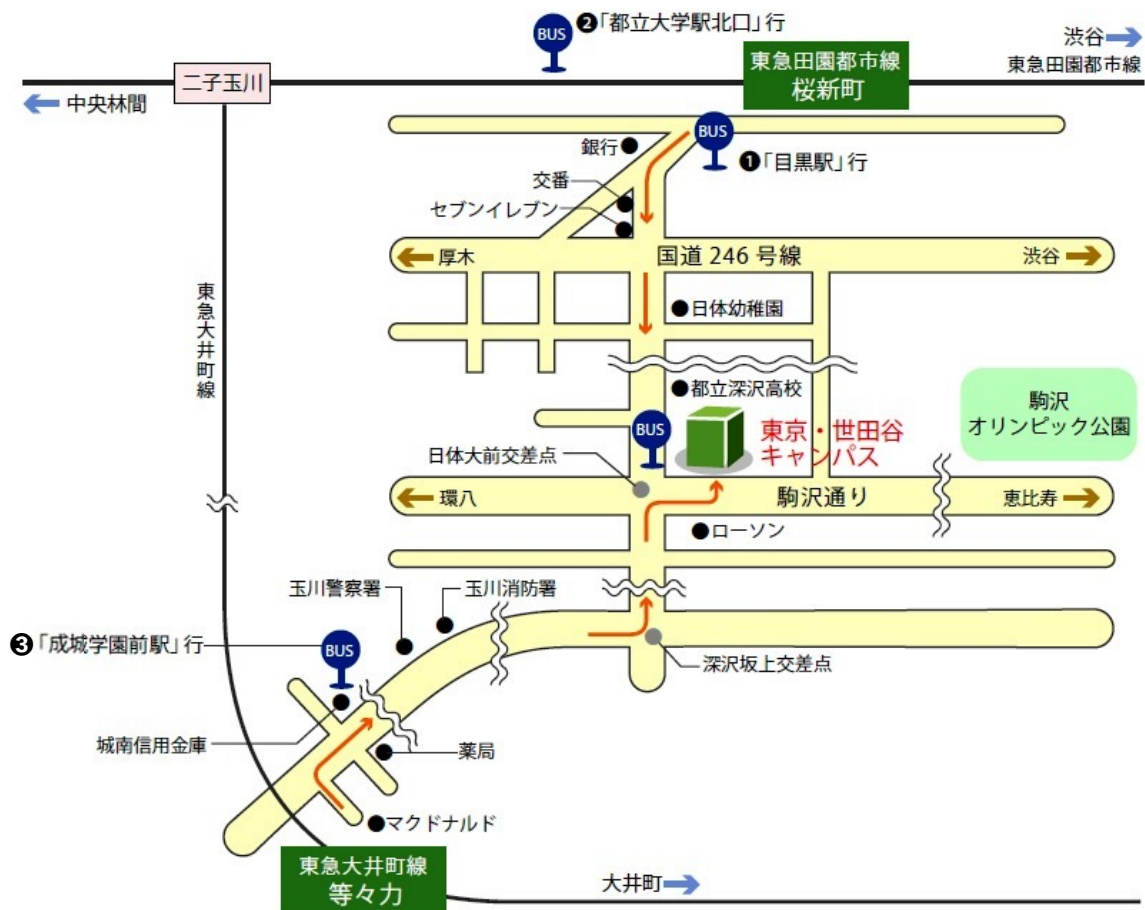 BUS
❷「都立大学駅北口」行
渋谷
東急田園都市線
東急田園都市線
桜新町
二子玉川
中央林間
BUS
❶「目黒駅」行
銀行
交番
セブンイレブン
厚木
国道 246 号線
渋谷
東急大井町線
日体幼稚園
都立深沢高校
駒沢
オリンピック公園
BUS
東京・世田谷
キャンパス
日体大前交差点
環八
駒沢通り
恵比寿
ローソン
玉川警察署
玉川消防署
❸「成城学園前駅」行
BUS
深沢坂上交差点
城南信用金庫
薬局
マクドナルド
東急大井町線
等々力
大井町